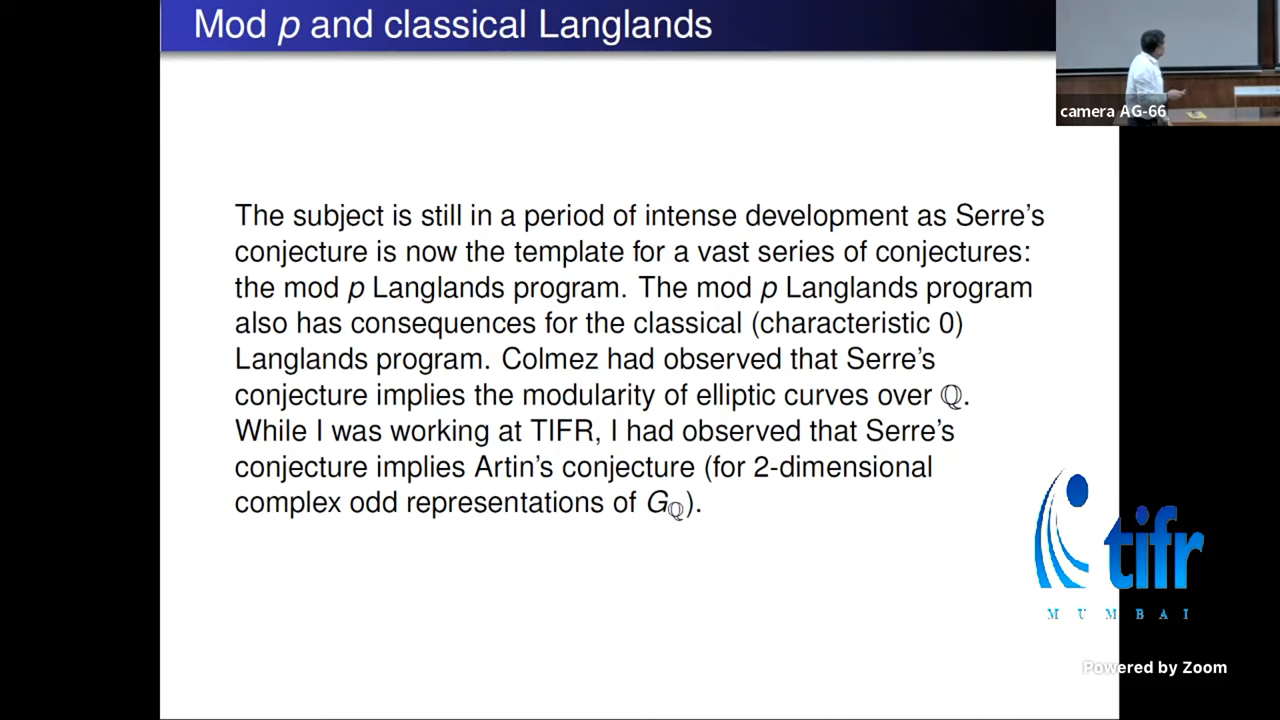 Mod p and classical Langlands
camera AG-66
The subject is still in a period of intense development as Serre's
conjecture is now the template for a vast series of conjectures:
the mod p Langlands program. The mod p Langlands program
also has consequences for the classical (characteristic 0)
Langlands program. Colmez had observed that Serre's
conjecture implies the modularity of elliptic curves over ℚ.
While I was working at TIFR, I had observed that Serre's
conjecture implies Artin's conjecture (for 2-dimensional
complex odd representations of G_ℚ).
tifr
MUMBAI
Powered by Zoom